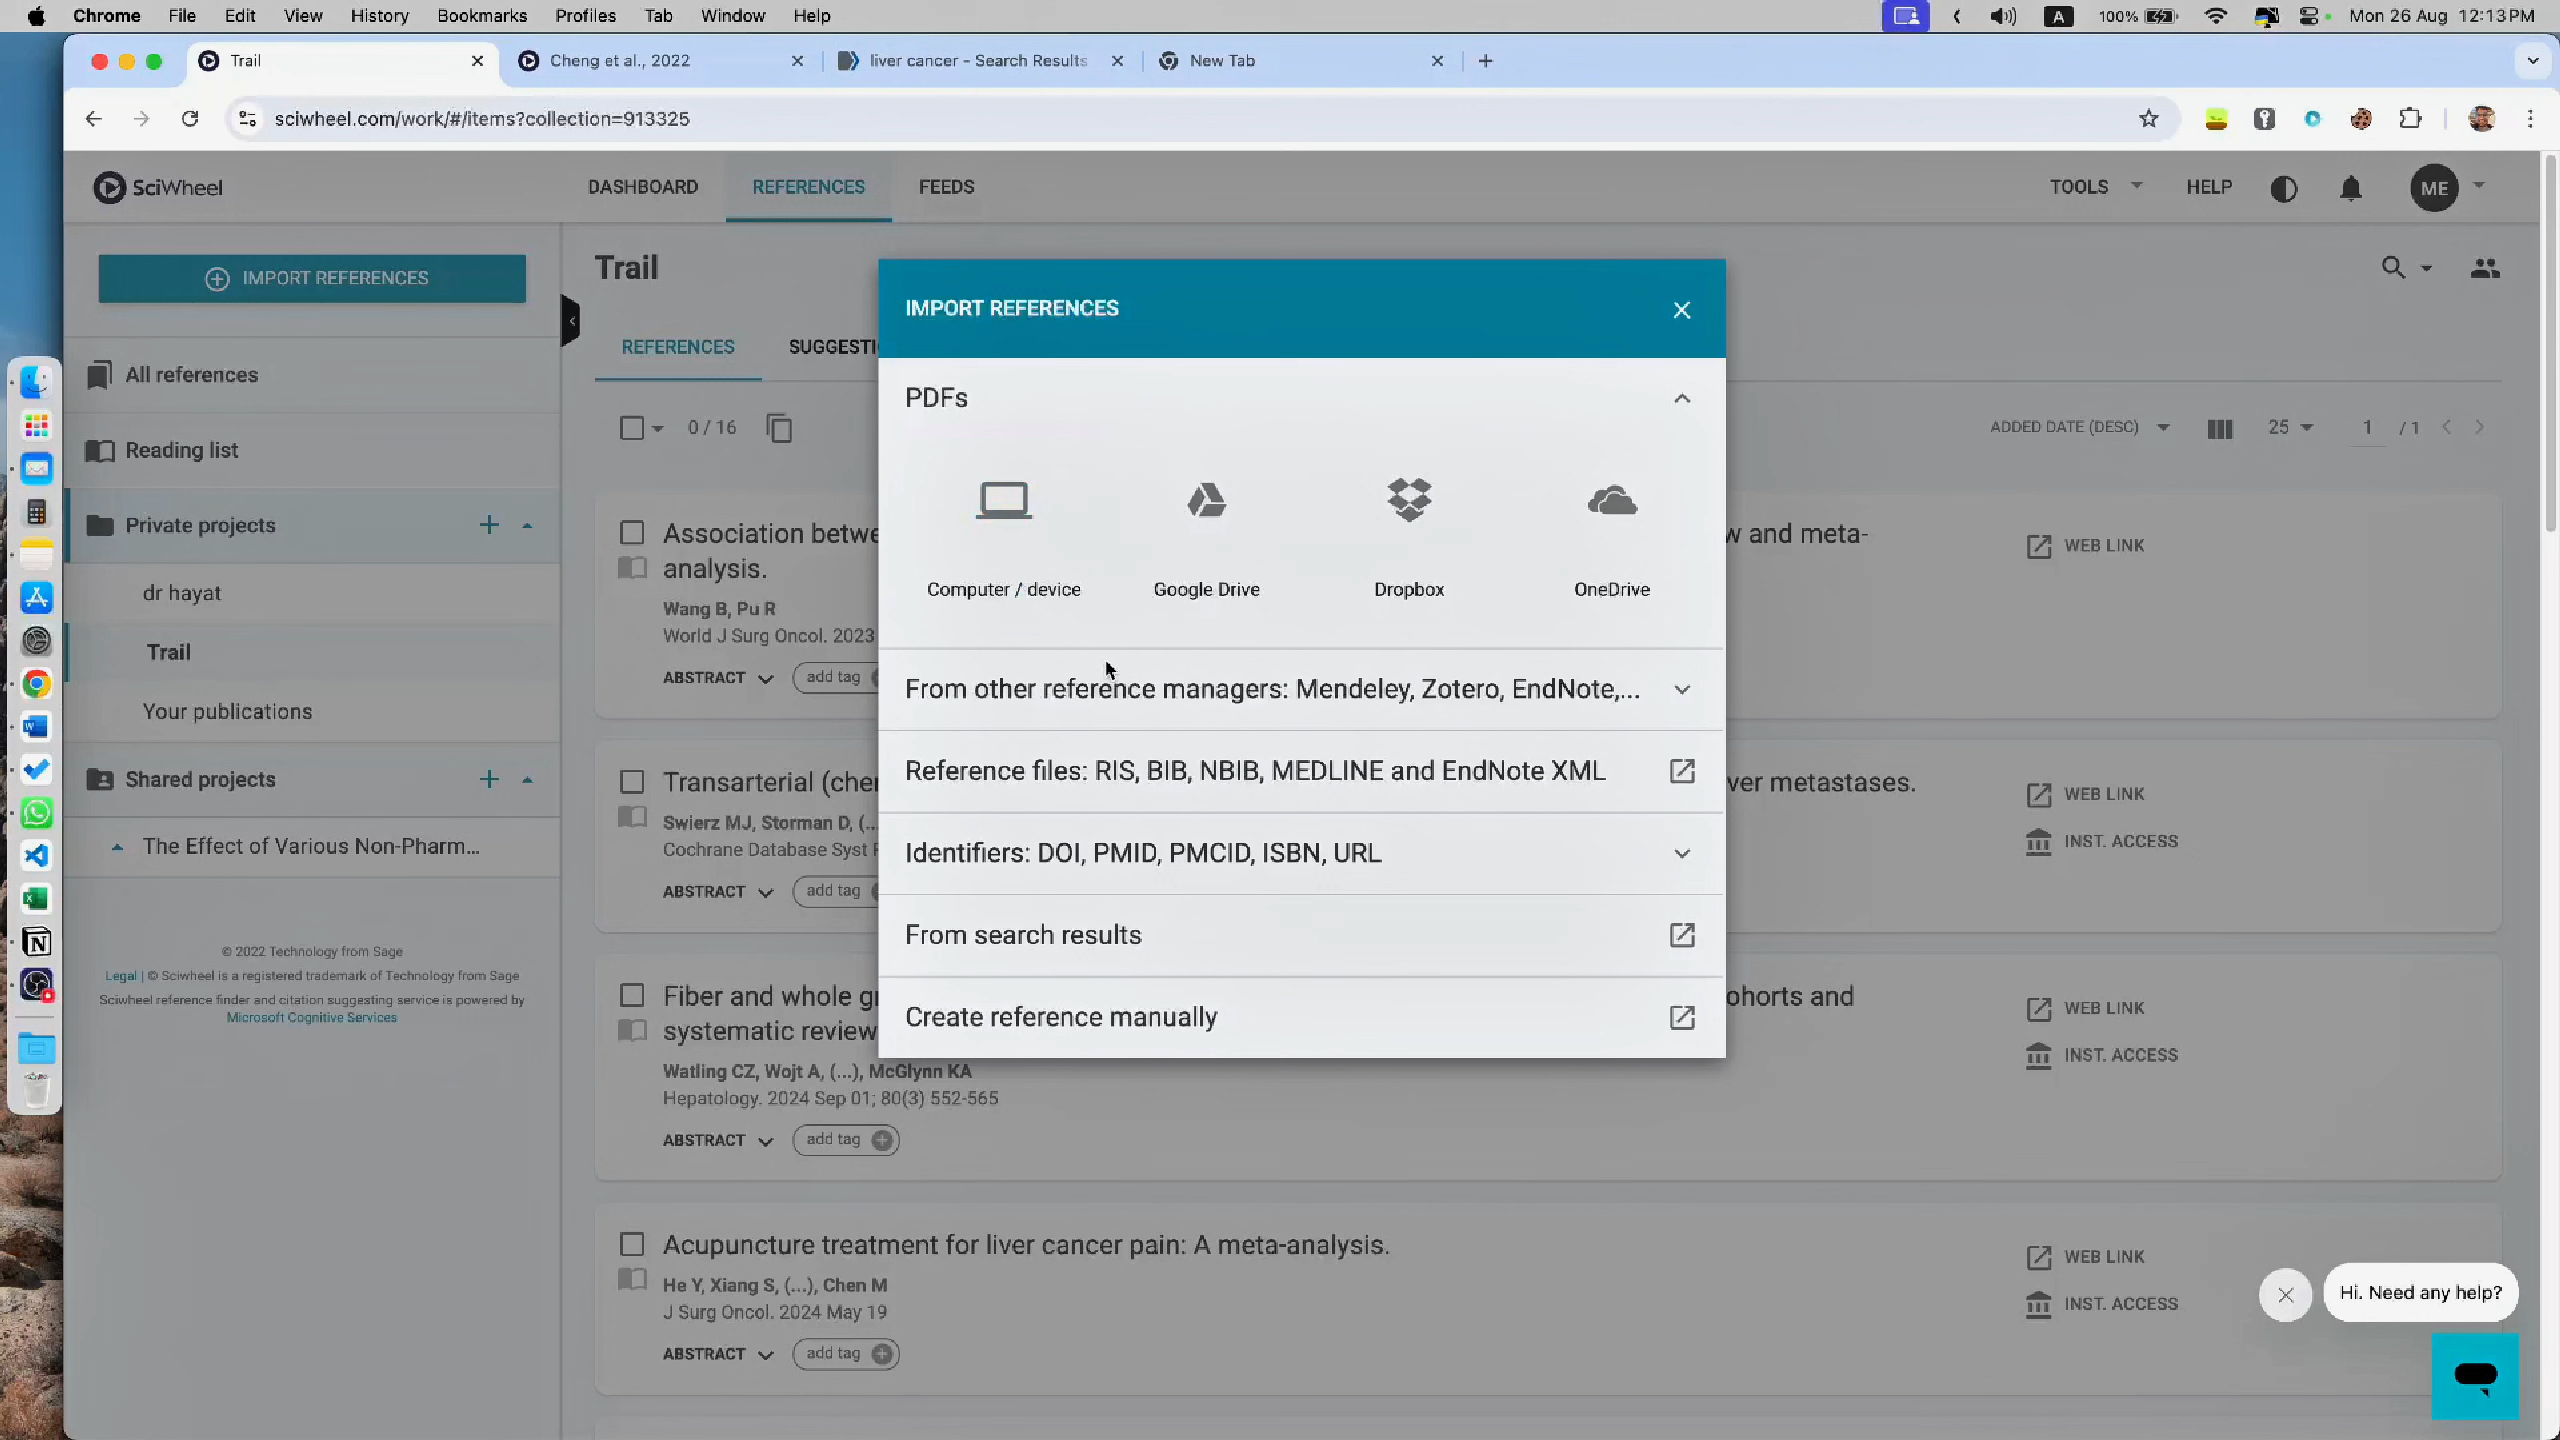 Chrome File Edit View History Bookmarks Profiles Tab Window Help
A 100% Mon 26 Aug 12:13 PM
Trail
Cheng et al., 2022
liver cancer - Search Results
New Tab
sciwheel.com/work/#/items?collection=913325
SciWheel
DASHBOARD
REFERENCES
FEEDS
TOOLS
HELP
ME
IMPORT REFERENCES
All references
Reading list
Private projects
dr hayat
Trail
Your publications
Shared projects
The Effect of Various Non-Pharm...
© 2022 Technology from Sage
Legal | © Sciwheel is a registered trademark of Technology from Sage
Sciwheel reference finder and citation suggesting service is powered by
Microsoft Cognitive Services
Trail
REFERENCES
SUGGESTI
0 / 16
ADDED DATE (DESC)
25
1 / 1
IMPORT REFERENCES
PDFs
Computer / device
Google Drive
Dropbox
OneDrive
From other reference managers: Mendeley, Zotero, EndNote,...
Reference files: RIS, BIB, NBIB, MEDLINE and EndNote XML
Identifiers: DOI, PMID, PMCID, ISBN, URL
From search results
Create reference manually
Association betwe
w and meta-
analysis.
Wang B, Pu R
World J Surg Oncol. 2023
ABSTRACT
add tag
WEB LINK
Transarterial (che
ver metastases.
Swierz MJ, Storman D, (...
Cochrane Database Syst R
ABSTRACT
add tag
WEB LINK
INST. ACCESS
Fiber and whole g
ohorts and
systematic review
Watling CZ, Wojt A, (...), McGlynn KA
Hepatology. 2024 Sep 01; 80(3) 552-565
ABSTRACT
add tag
WEB LINK
INST. ACCESS
Acupuncture treatment for liver cancer pain: A meta-analysis.
He Y, Xiang S, (...), Chen M
J Surg Oncol. 2024 May 19
ABSTRACT
add tag
WEB LINK
INST. ACCESS
Hi. Need any help?